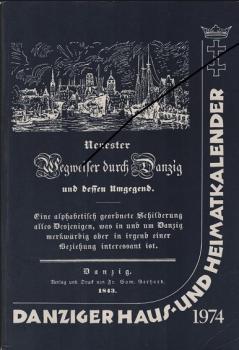 Neuester
Wegweiser durch Danzig
und dessen Umgegend.
Eine alphabetisch geordnete Schilderung
alles Desjenigen, was in und um Danzig
merkwürdig oder in irgend einer
Beziehung interessant ist.
Danzig.
Verlag und Druck von Fr. Sam. Gerhard.
1843.
DANZIGER HAUS-UND HEIMATKALENDER
1974